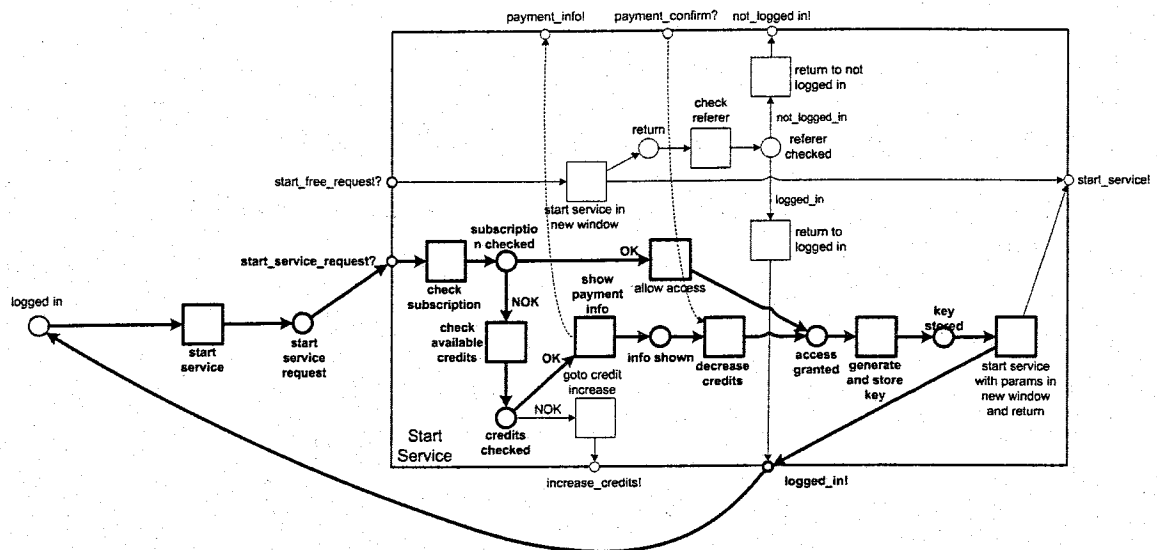 payment_info!
payment_confirm?
not_logged in!
return to not
logged in
check
referer
not_logged_in
return
referer
checked
start_free_request?
start_service!
start service in
new window
logged_in
return to
logged in
subscriptio
n checked
OK
start_service_request?
check
subscription
show
payment
info
allow access
logged in
NOK
check
available
credits
key
stored
start
service
start
service
request
OK
info shown
decrease
credits
access
granted
generate
and store
key
start service
with params in
new window
and return
goto credit
increase
NOK
credits
checked
Start
Service
increase_credits!
logged_in!